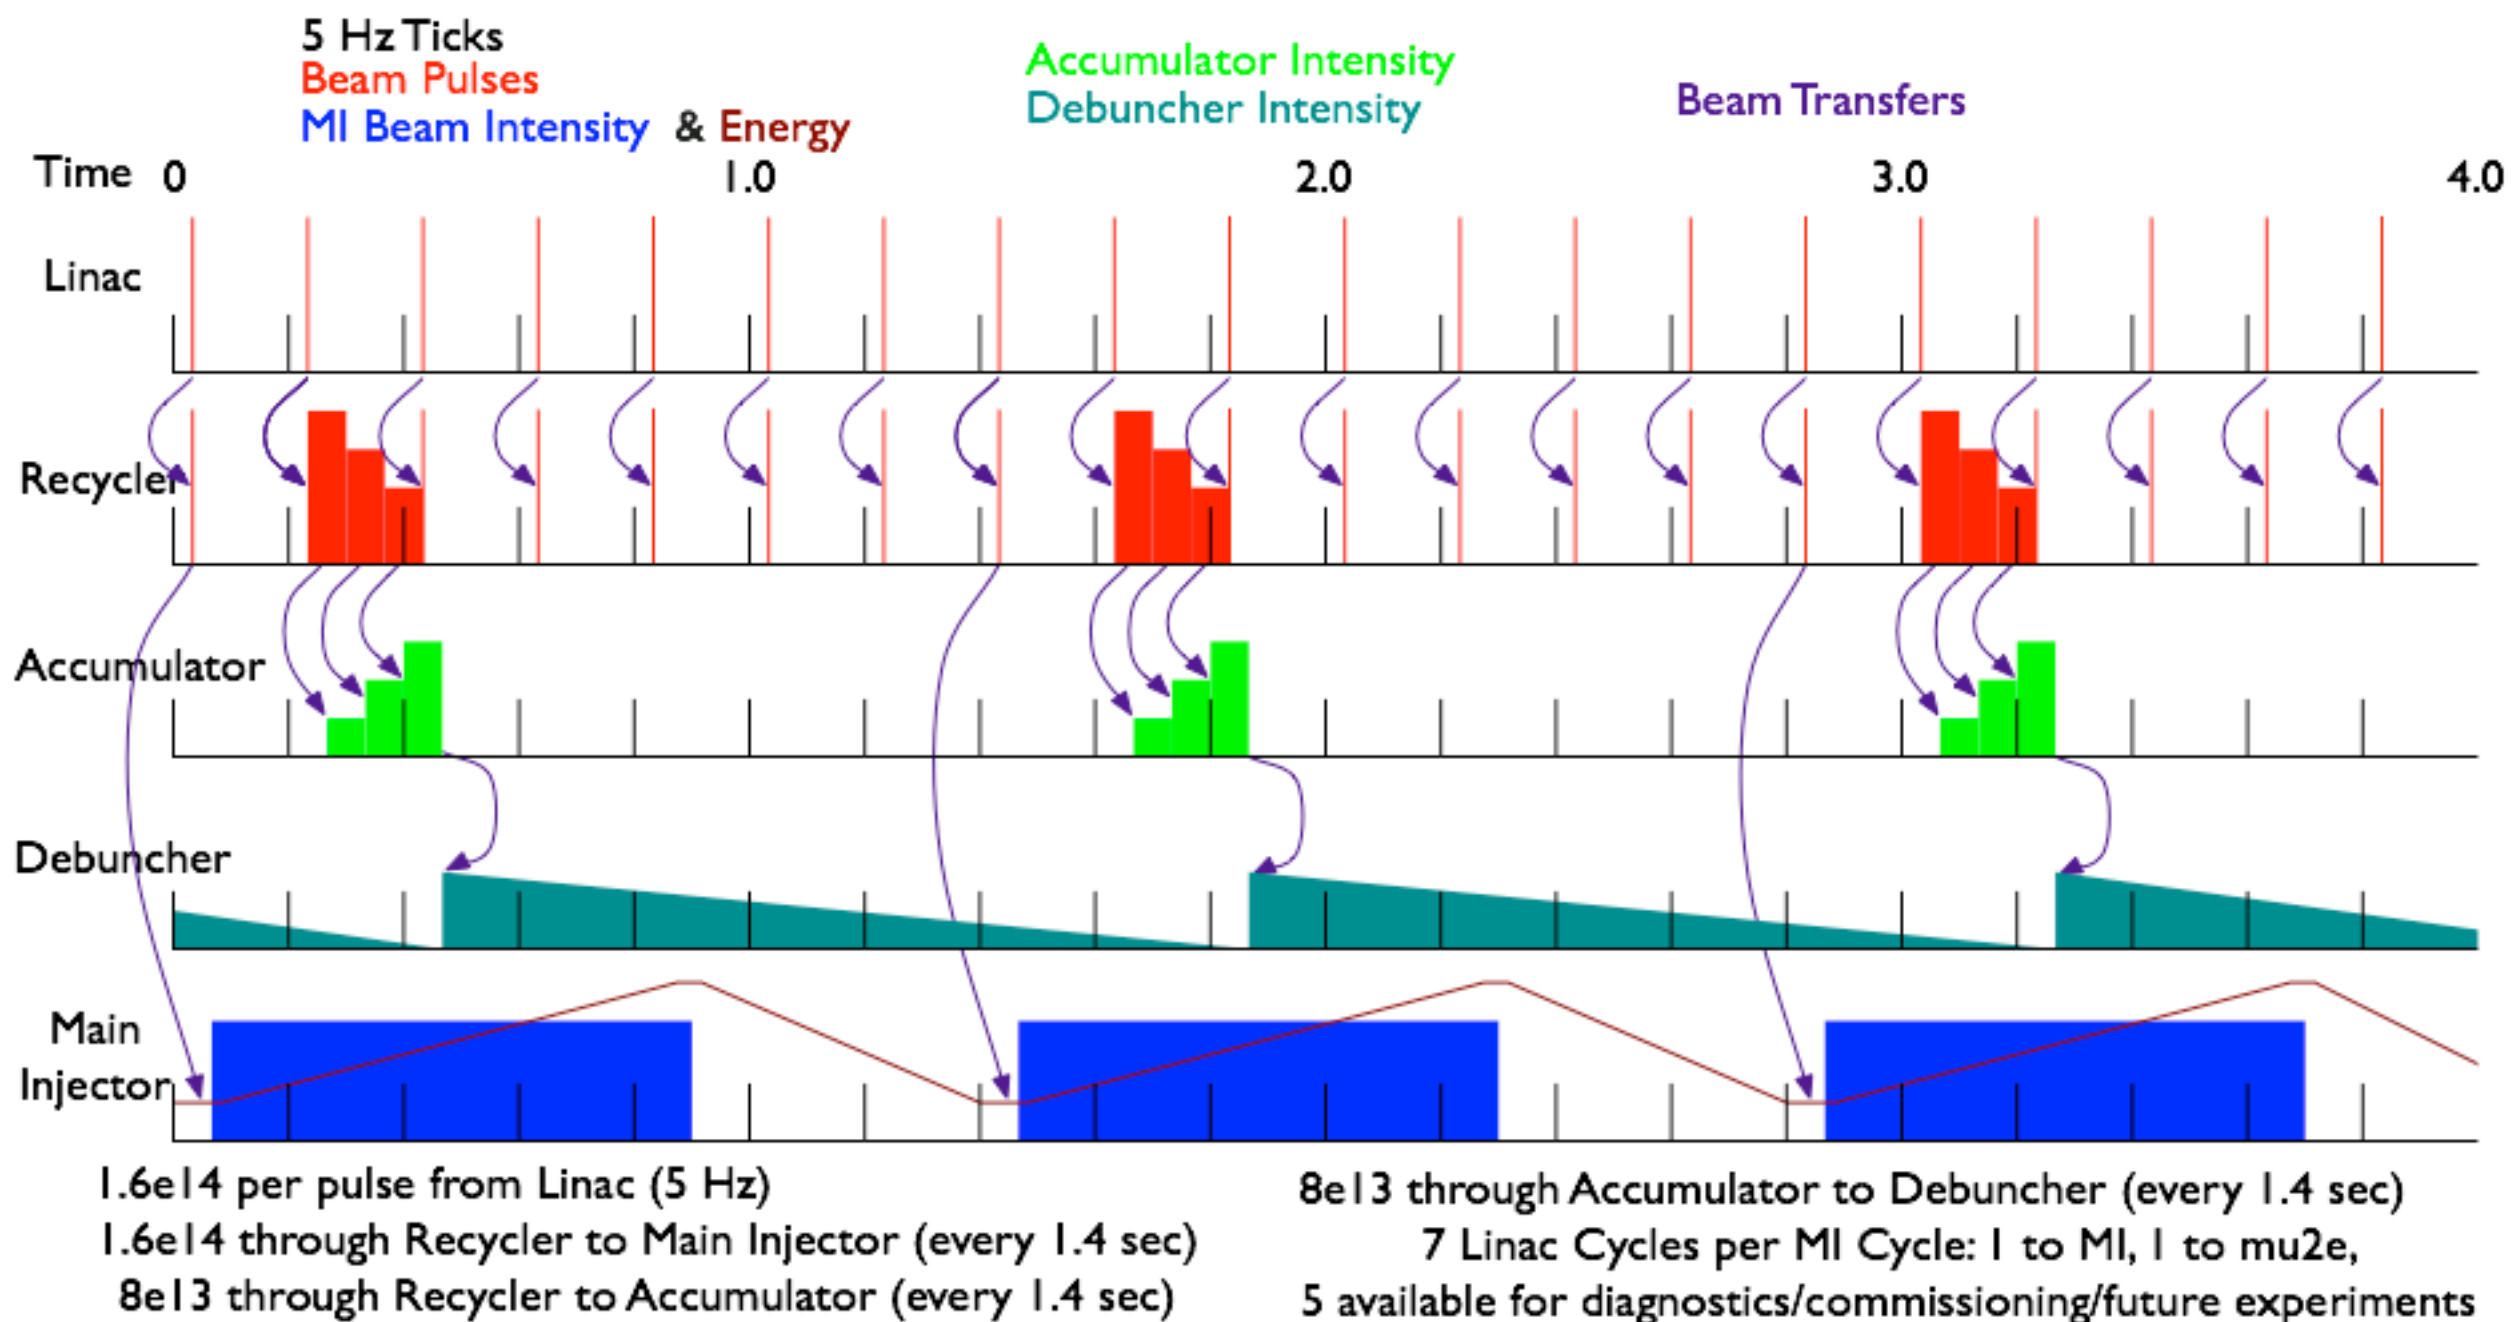 5 Hz Ticks
Beam Pulses
MI Beam Intensity & Energy
Accumulator Intensity
Debuncher Intensity
Beam Transfers
Time 0 1.0 2.0 3.0 4.0
Linac
Recycler
Accumulator
Debuncher
Main
Injector
1.6e14 per pulse from Linac (5 Hz)
1.6e14 through Recycler to Main Injector (every 1.4 sec)
8e13 through Recycler to Accumulator (every 1.4 sec)
8e13 through Accumulator to Debuncher (every 1.4 sec)
7 Linac Cycles per MI Cycle: 1 to MI, 1 to mu2e,
5 available for diagnostics/commissioning/future experiments